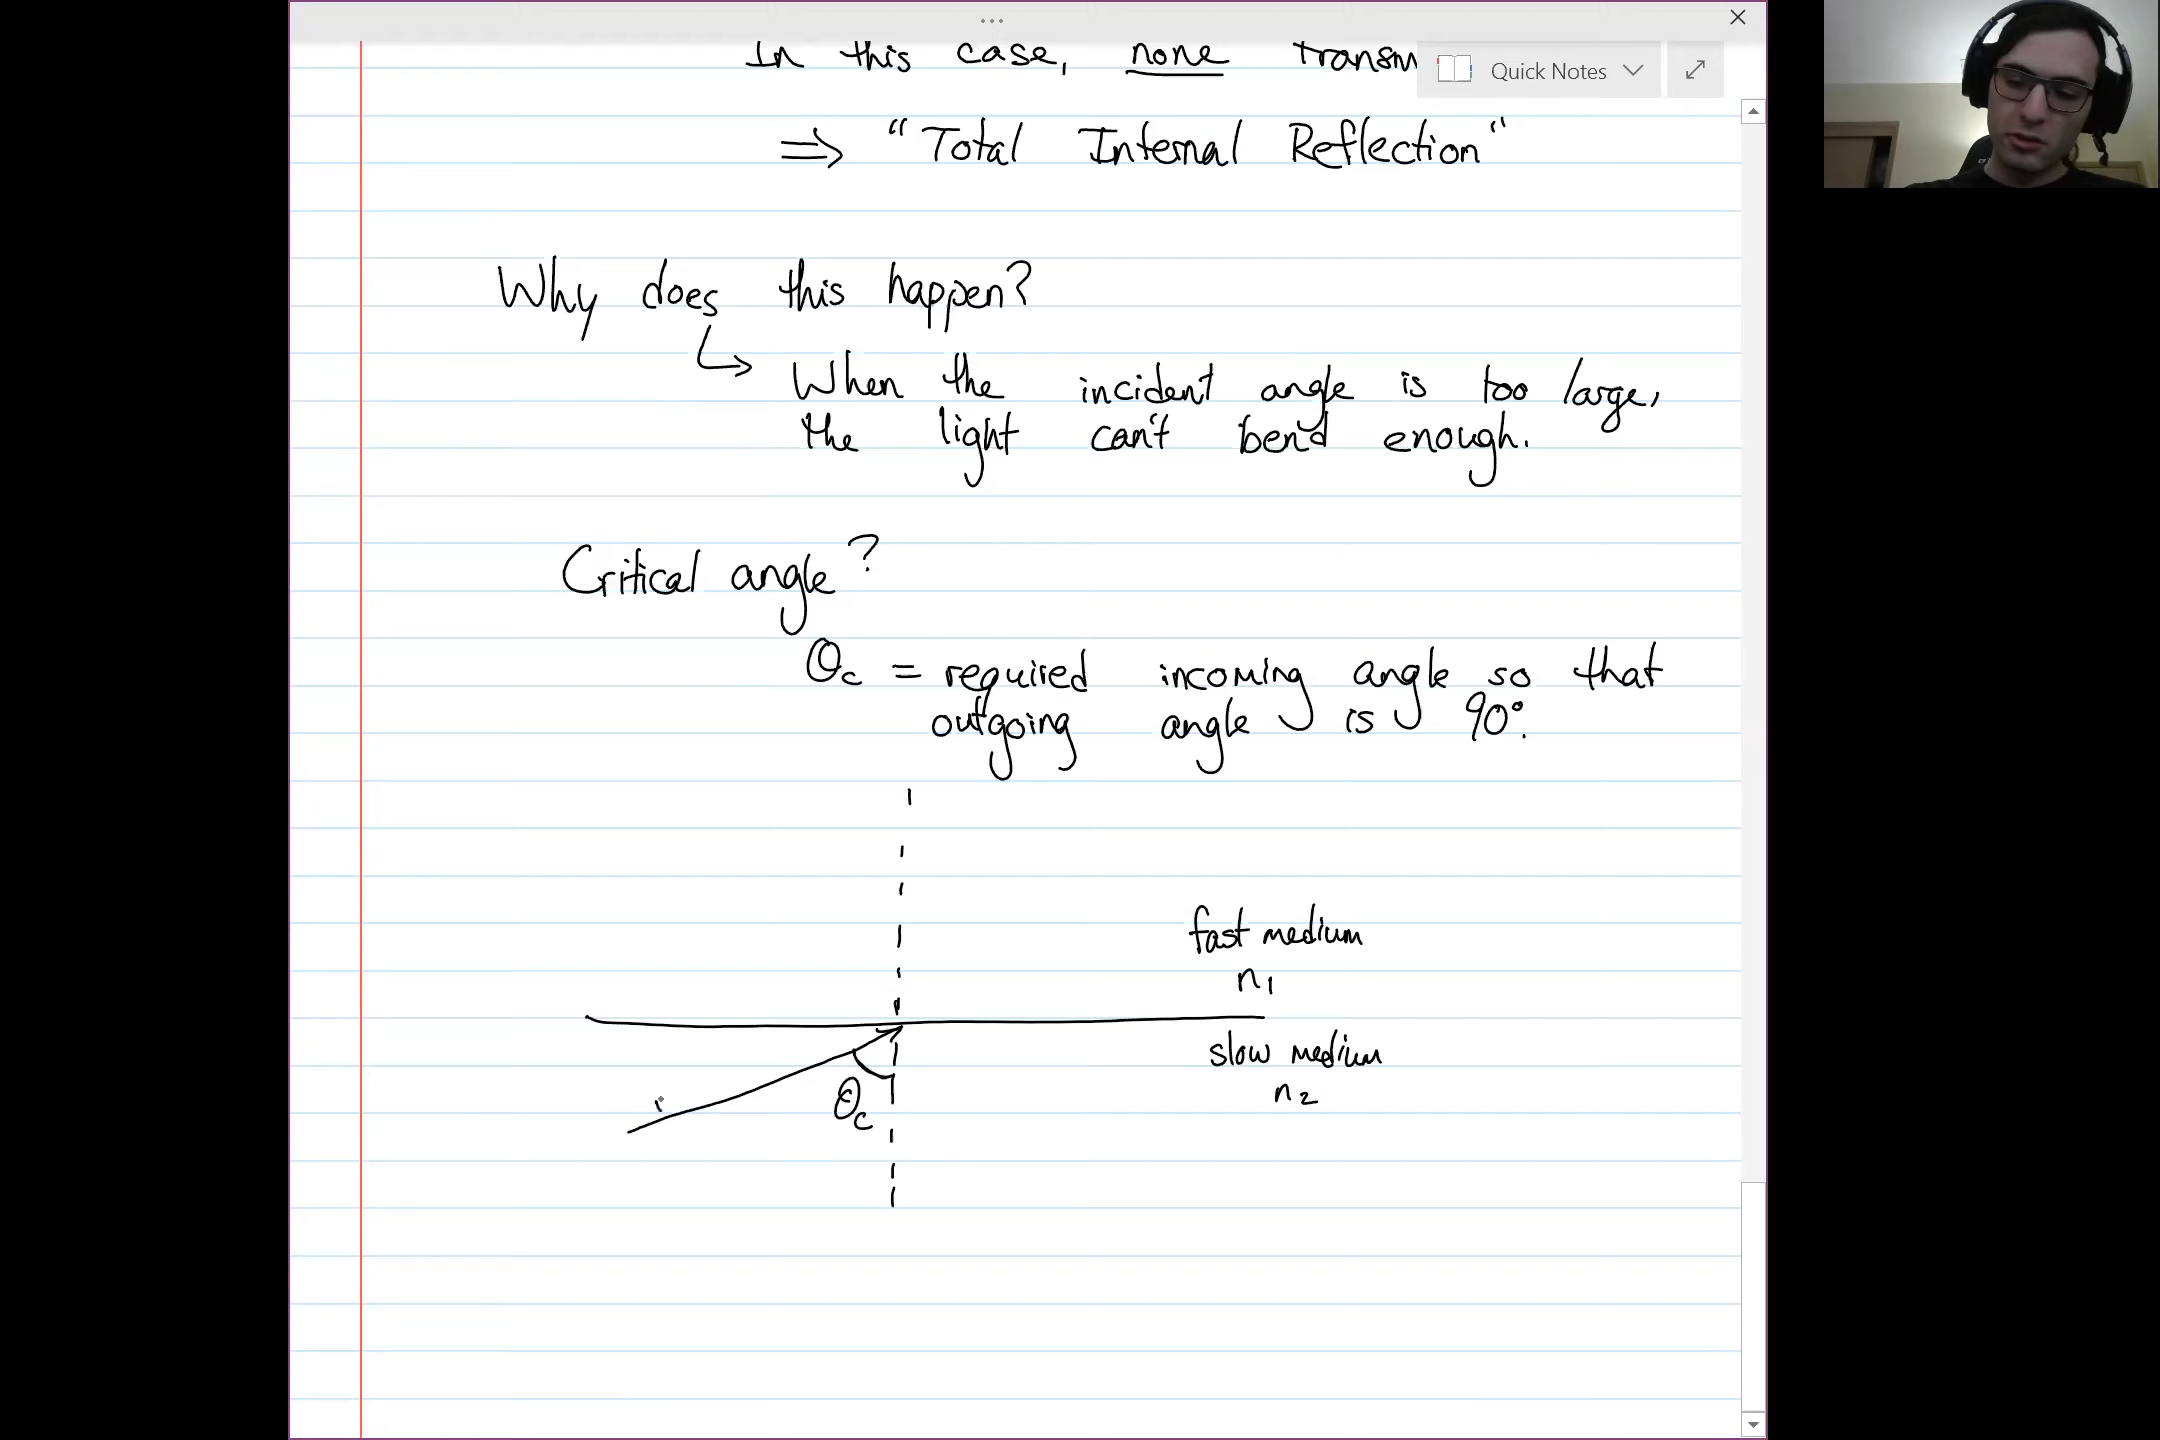 In this case, none transm
Quick Notes
⇒ "Total Internal Reflection"
Why does this happen?
↳ When the incident angle is too large,
the light can't bend enough.
Critical angle?
θc = required incoming angle so that
outgoing angle is 90°.
fast medium
n1
slow medium
n2
θc